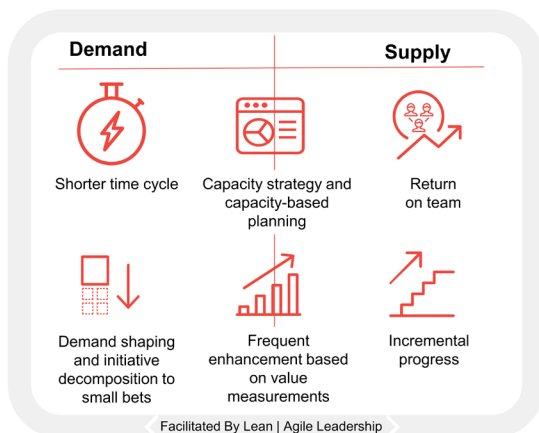 Demand
Supply
Shorter time cycle
Capacity strategy and
capacity-based
planning
Return
on team
Demand shaping
and initiative
decomposition to
small bets
Frequent
enhancement based
on value
measurements
Incremental
progress
Facilitated By Lean | Agile Leadership